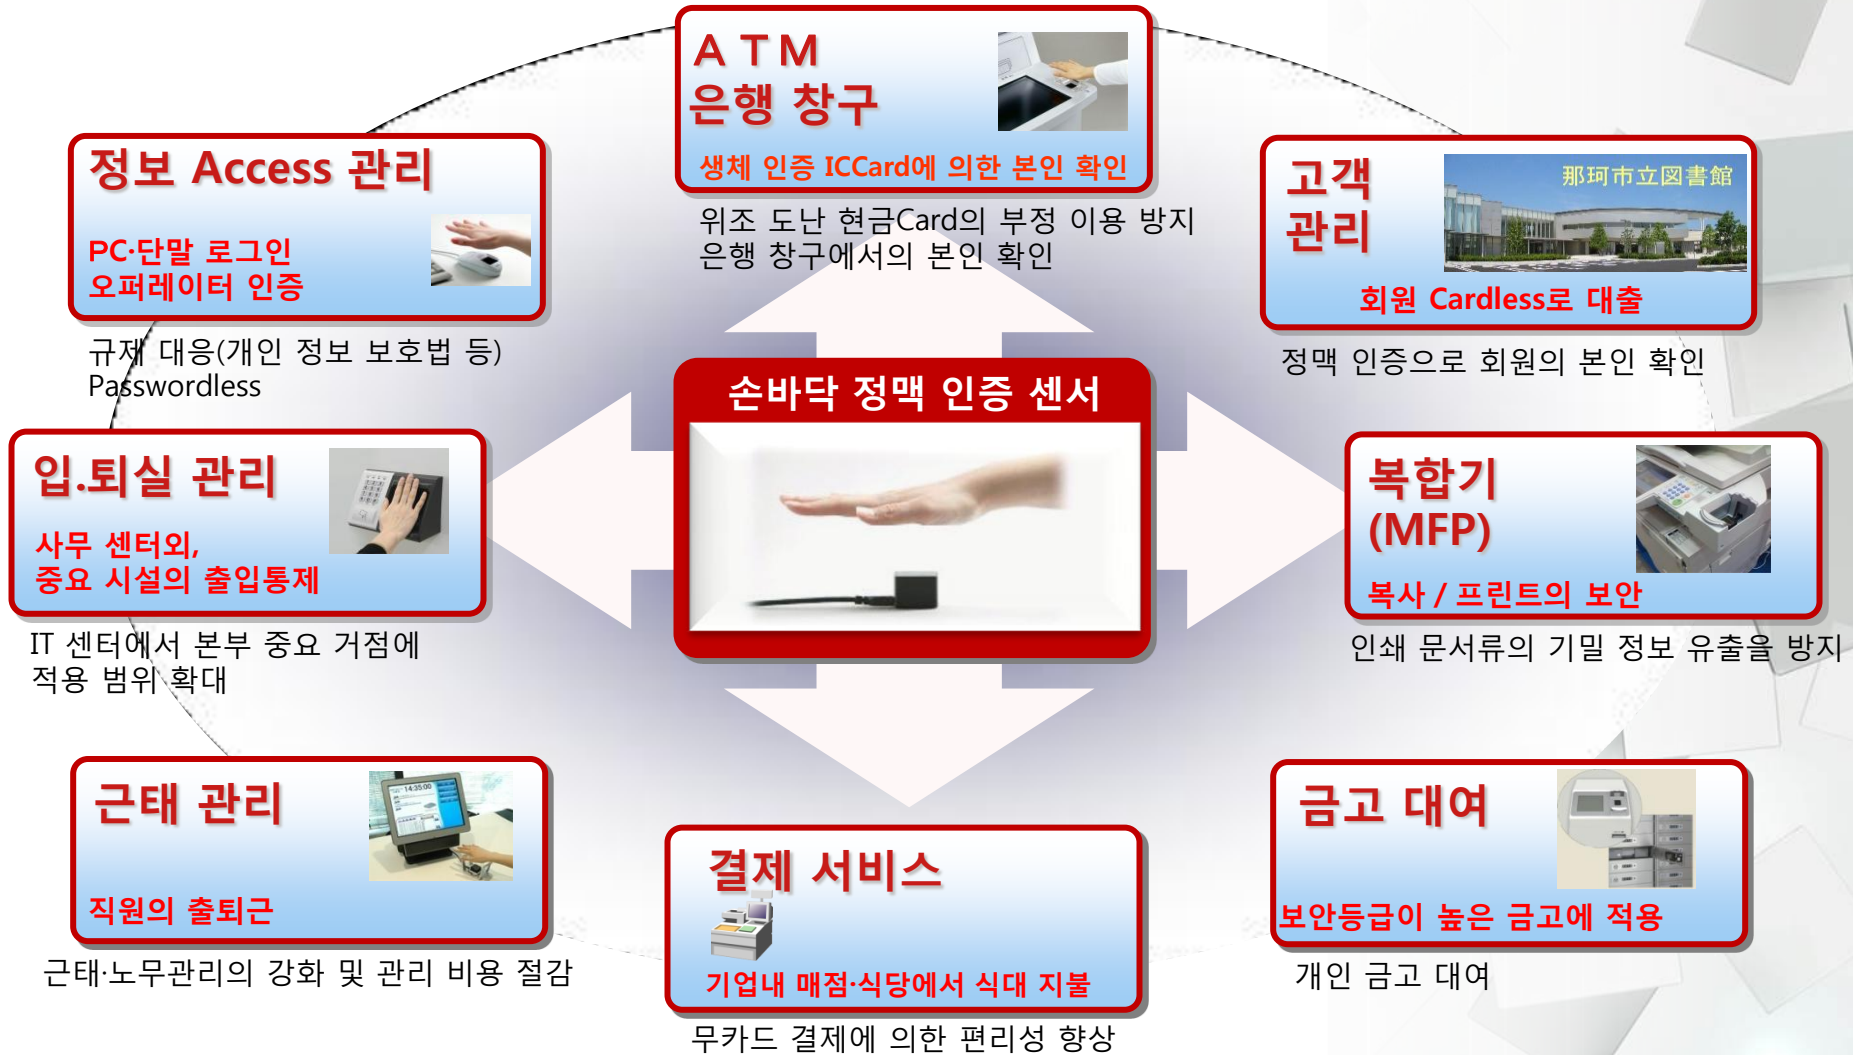 ATM
은행 창구
생체 인증 ICCard에 의한 본인 확인
위조 도난 현금Card의 부정 이용 방지
은행 창구에서의 본인 확인
정보 Access 관리
PC·단말 로그인
오퍼레이터 인증
규제 대응(개인 정보 보호법 등)
Passwordless
고객
관리
那珂市立図書館
회원 Cardless로 대출
정맥 인증으로 회원의 본인 확인
손바닥 정맥 인증 센서
입.퇴실 관리
사무 센터외,
중요 시설의 출입통제
IT 센터에서 본부 중요 거점에
적용 범위 확대
복합기
(MFP)
복사 / 프린트의 보안
인쇄 문서류의 기밀 정보 유출을 방지
근태 관리
14:35:00
직원의 출퇴근
근태·노무관리의 강화 및 관리 비용 절감
결제 서비스
기업내 매점·식당에서 식대 지불
무카드 결제에 의한 편리성 향상
금고 대여
보안등급이 높은 금고에 적용
개인 금고 대여